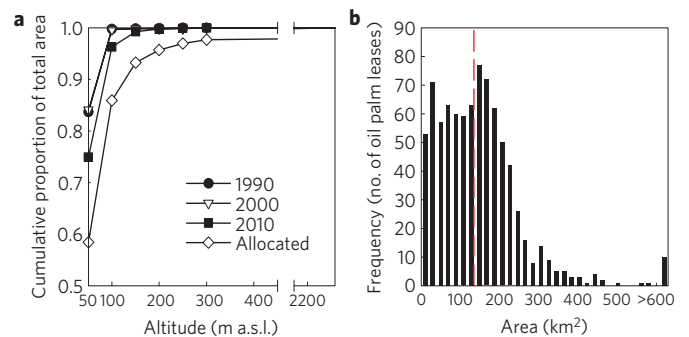 a
Cumulative proportion of total area
1.0
0.9
0.8
0.7
0.6
0.5
50 100 200 300 400 2200
Altitude (m a.s.l.)
1990
2000
2010
Allocated
b
Frequency (no. of oil palm leases)
90
80
70
60
50
40
30
20
10
0
0 100 200 300 400 500 >600
Area (km²)